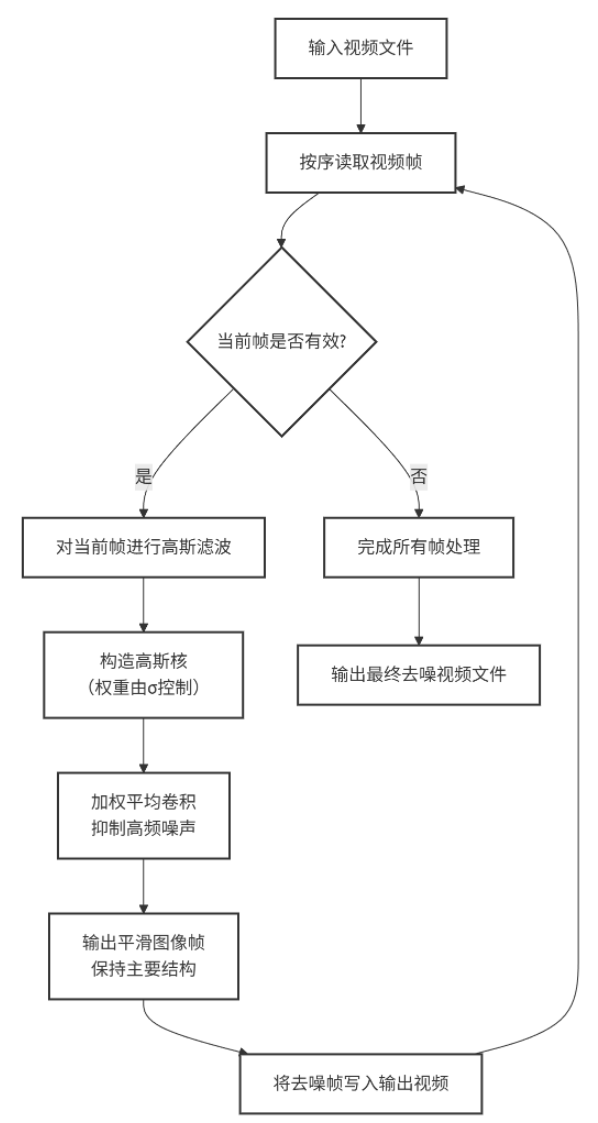 输入视频文件
按序读取视频帧
当前帧是否有效?
是
否
对当前帧进行高斯滤波
完成所有帧处理
构造高斯核
（权重由σ控制）
输出最终去噪视频文件
加权平均卷积
抑制高频噪声
输出平滑图像帧
保持主要结构
将去噪帧写入输出视频